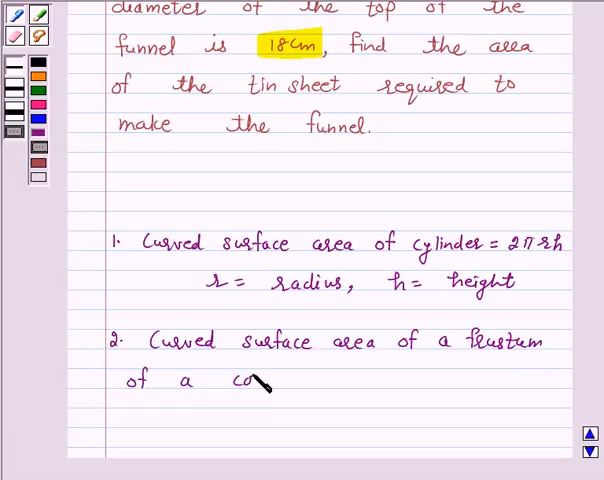 diameter of the top of the
funnel is 18cm, find the area
of the tin sheet required to
make the funnel.
1. Curved surface area of cylinder = 2πrh
r = radius, h = height
2. Curved surface area of a frustum
of a co